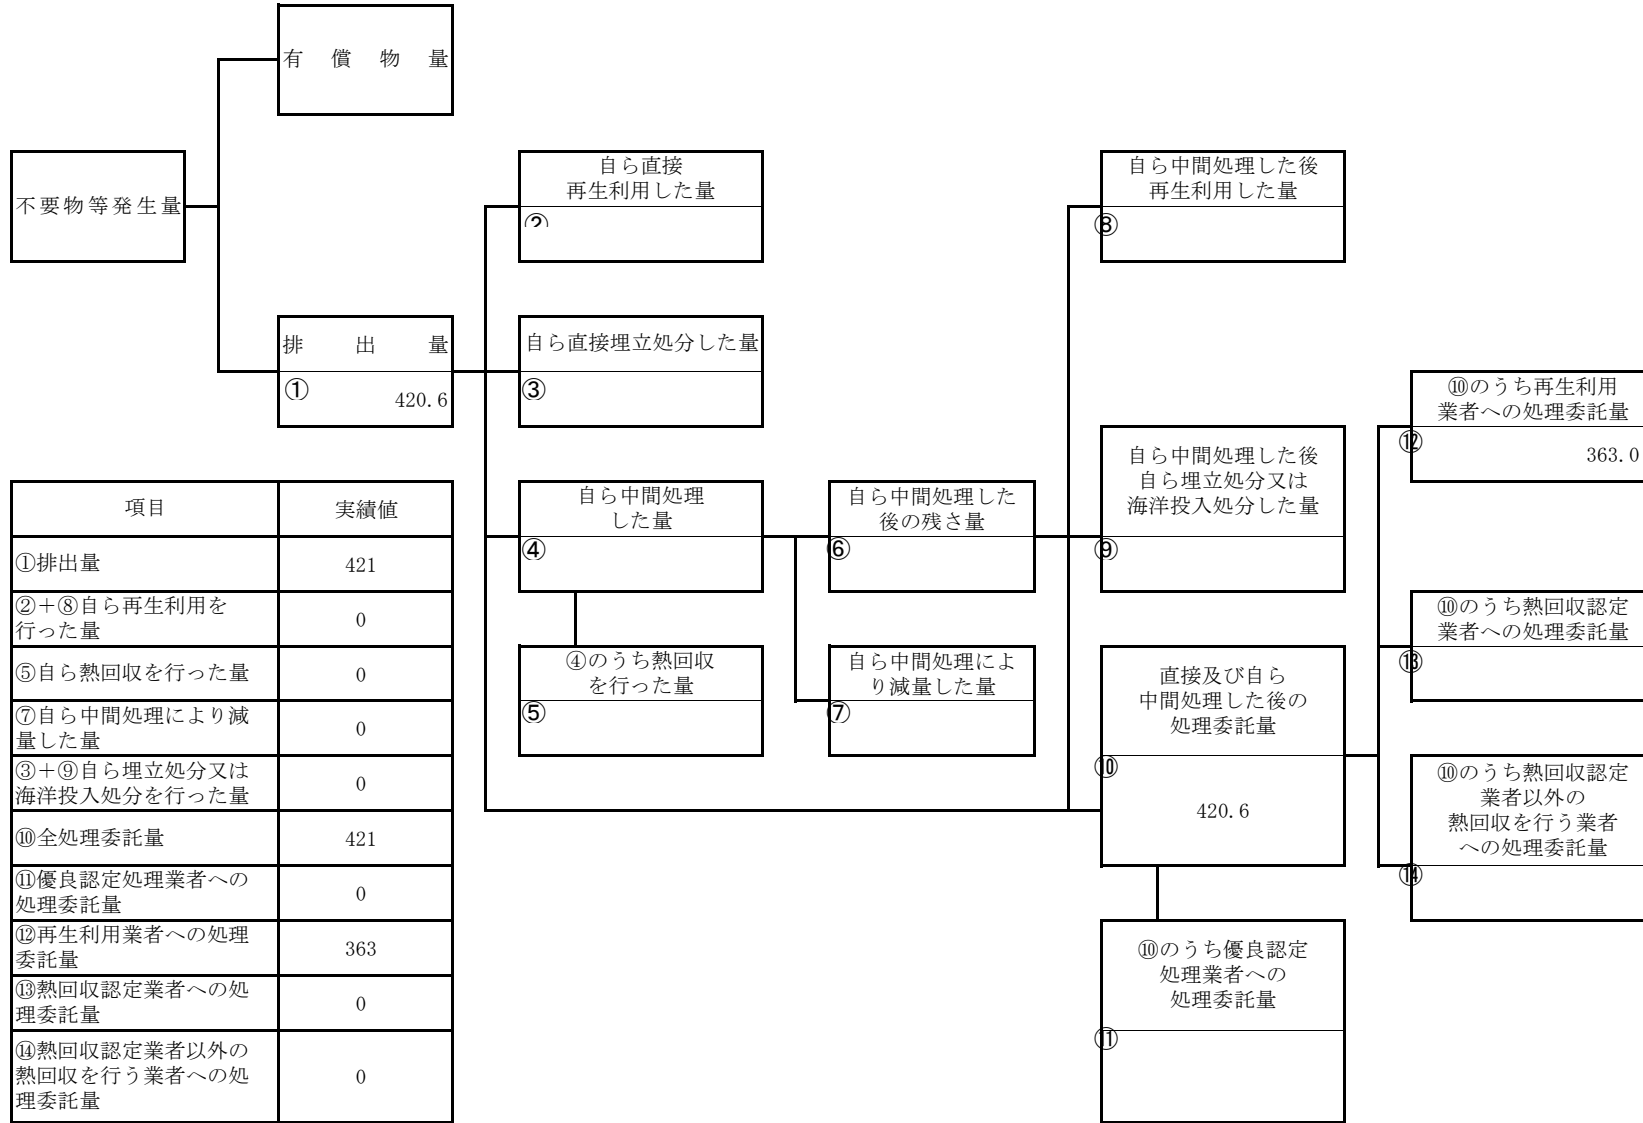 有償物量
不要物等発生量
自ら直接
再生利用した量
②
自ら中間処理した後
再生利用した量
⑧
排出量
①
420.6
自ら直接埋立処分した量
③
⑩のうち再生利用
業者への処理委託量
⑫
363.0
自ら中間処理した後
自ら埋立処分又は
海洋投入処分した量
⑨
自ら中間処理
した量
④
自ら中間処理した
後の残さ量
⑥
④のうち熱回収
を行った量
⑤
自ら中間処理によ
り減量した量
⑦
⑩のうち熱回収認定
業者への処理委託量
⑬
直接及び自ら
中間処理した後の
処理委託量
⑩
420.6
⑩のうち熱回収認定
業者以外の
熱回収を行う業者
への処理委託量
⑭
⑩のうち優良認定
処理業者への
処理委託量
⑪
項目 実績値
①排出量 421
②+⑧自ら再生利用を
行った量 0
⑤自ら熱回収を行った量 0
⑦自ら中間処理により減
量した量 0
③+⑨自ら埋立処分又は
海洋投入処分を行った量 0
⑩全処理委託量 421
⑪優良認定処理業者への
処理委託量 0
⑫再生利用業者への処理
委託量 363
⑬熱回収認定業者への処
理委託量 0
⑭熱回収認定業者以外の
熱回収を行う業者への処
理委託量 0